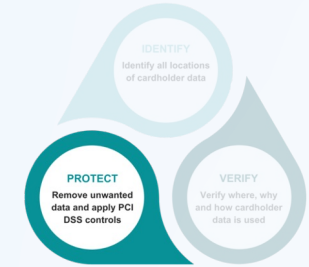 IDENTIFY
Identify all locations
of cardholder data
PROTECT
Remove unwanted
data and apply PCI
DSS controls
VERIFY
Verify where, why
and how cardholder
data is used